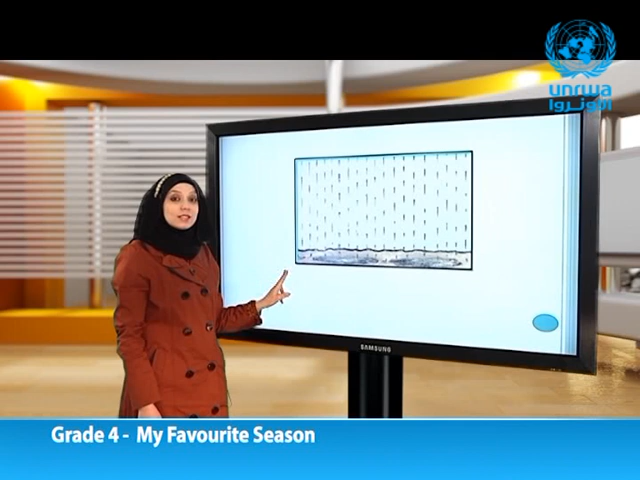 unrwa
الأونروا
SAMSUNG
Grade 4 - My Favourite Season